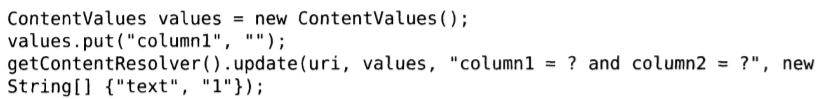 ContentValues values = new ContentValues();
values.put("column1", "");
getContentResolver().update(uri, values, "column1 = ? and column2 = ?", new
String[] {"text", "1"});